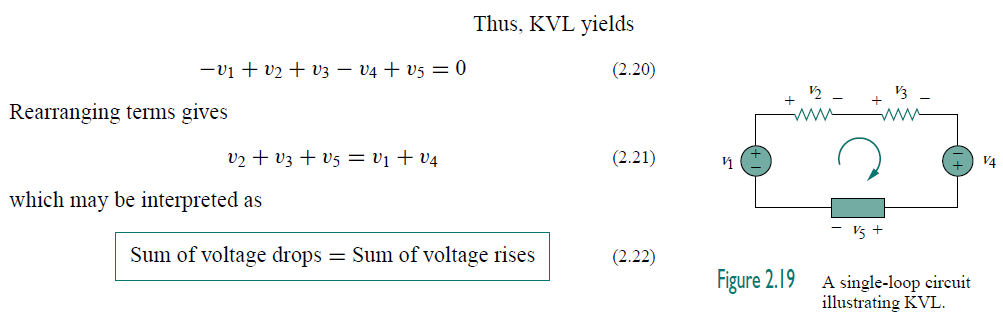 Thus, KVL yields
−v1 + v2 + v3 − v4 + v5 = 0 (2.20)
Rearranging terms gives
v2 + v3 + v5 = v1 + v4 (2.21)
which may be interpreted as
Sum of voltage drops = Sum of voltage rises (2.22)
+ v2 − + v3 −
v1 + −
− + v4
− v5 +
Figure 2.19 A single-loop circuit
illustrating KVL.